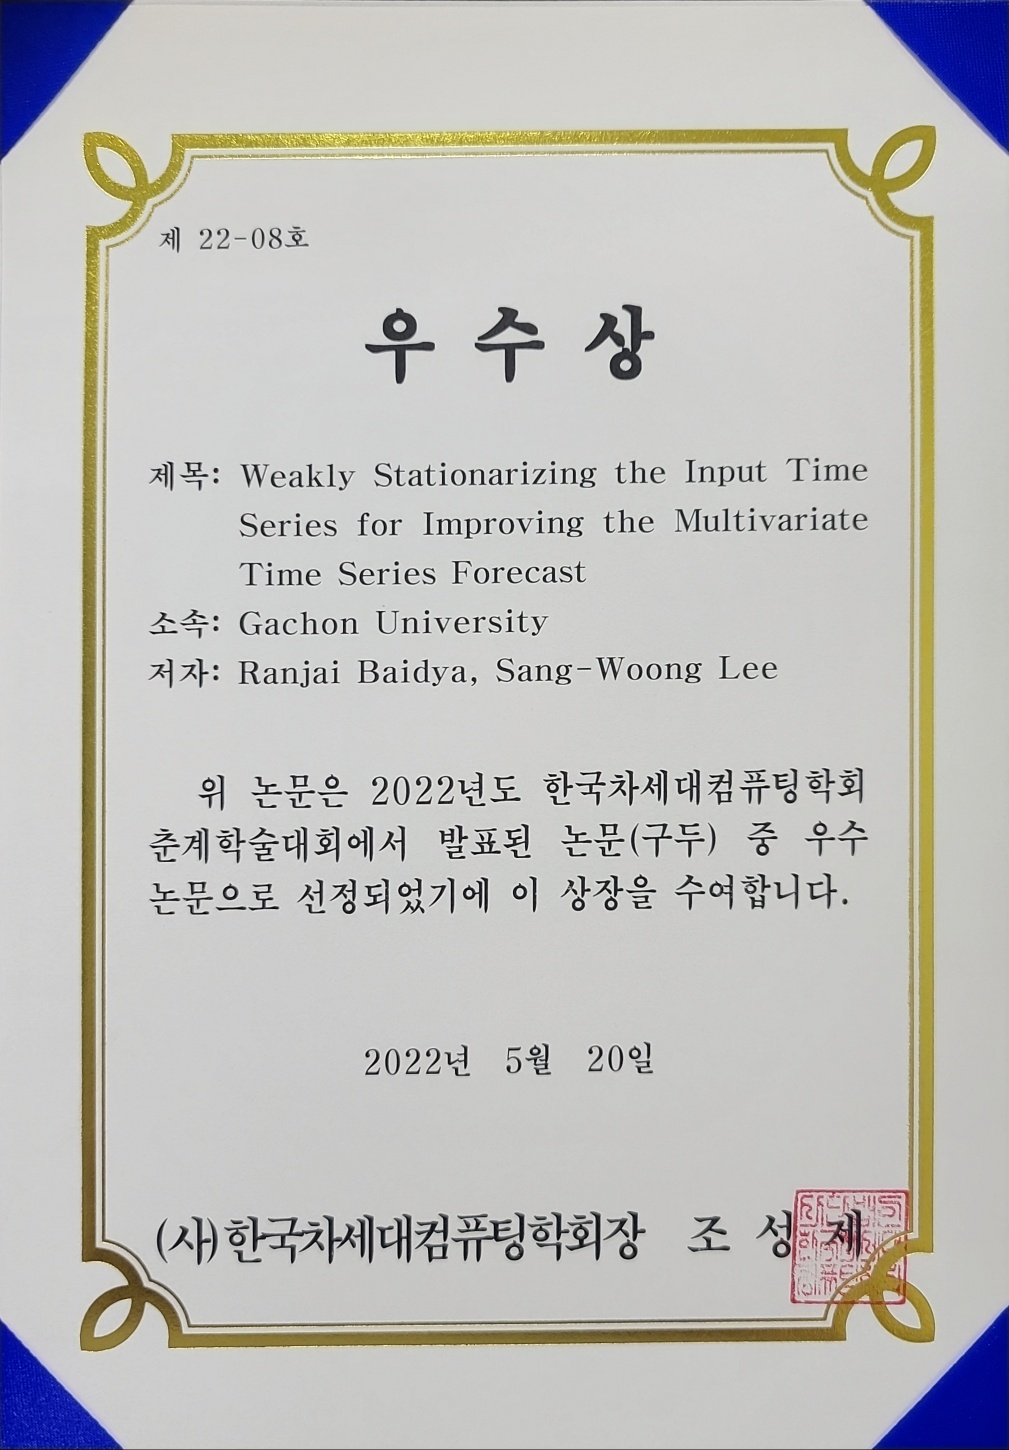 제 22-08호
우 수 상
제목: Weakly Stationarizing the Input Time
Series for Improving the Multivariate
Time Series Forecast
소속: Gachon University
저자: Ranjai Baidya, Sang-Woong Lee
위 논문은 2022년도 한국차세대컴퓨팅학회
춘계학술대회에서 발표된 논문(구두) 중 우수
논문으로 선정되었기에 이 상장을 수여합니다.
2022년 5월 20일
(사)한국차세대컴퓨팅학회장 조 성 제